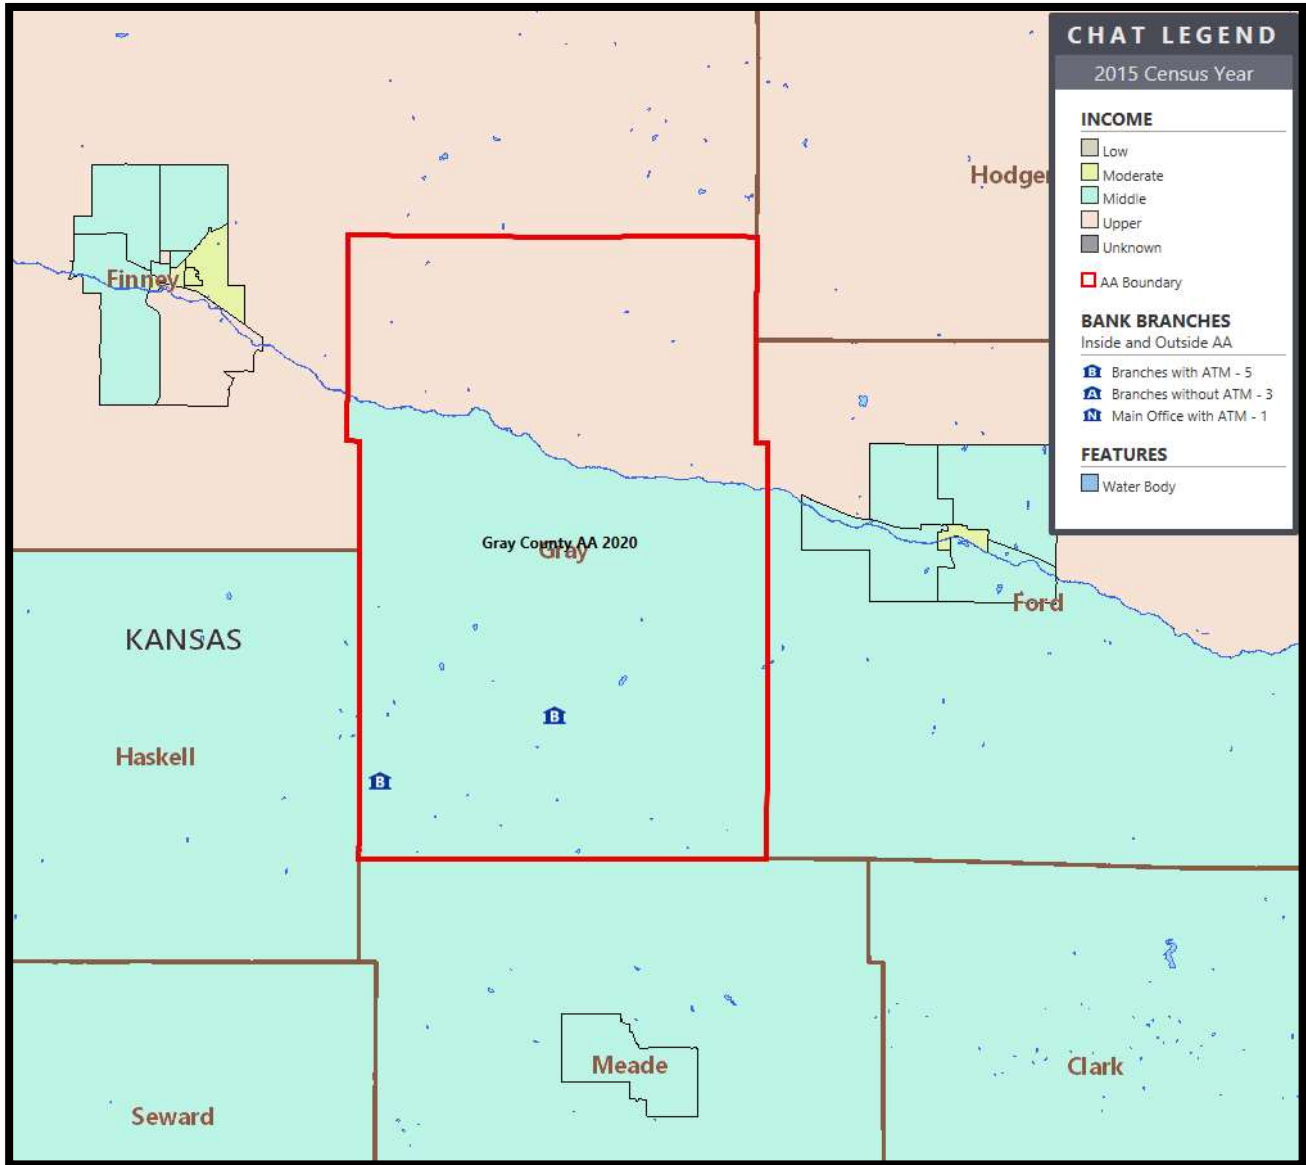 CHAT LEGEND
2015 Census Year
INCOME
Low
Moderate
Middle
Upper
Unknown
AA Boundary
BANK BRANCHES
Inside and Outside AA
B Branches with ATM - 5
A Branches without ATM - 3
N Main Office with ATM - 1
FEATURES
Water Body
Hodge
Finney
Gray County AA 2020
Gray
Ford
KANSAS
B
Haskell
B
Meade
Clark
Seward